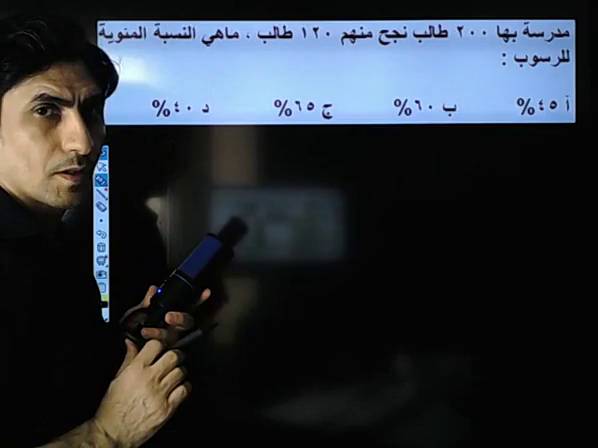 مدرسة بها ٢٠٠ طالب نجح منهم ١٢٠ طالب ، ماهي النسبة المئوية
للرسوب :
أ ٤٥% ب ٦٠% ج ٦٥% د ٤٠%